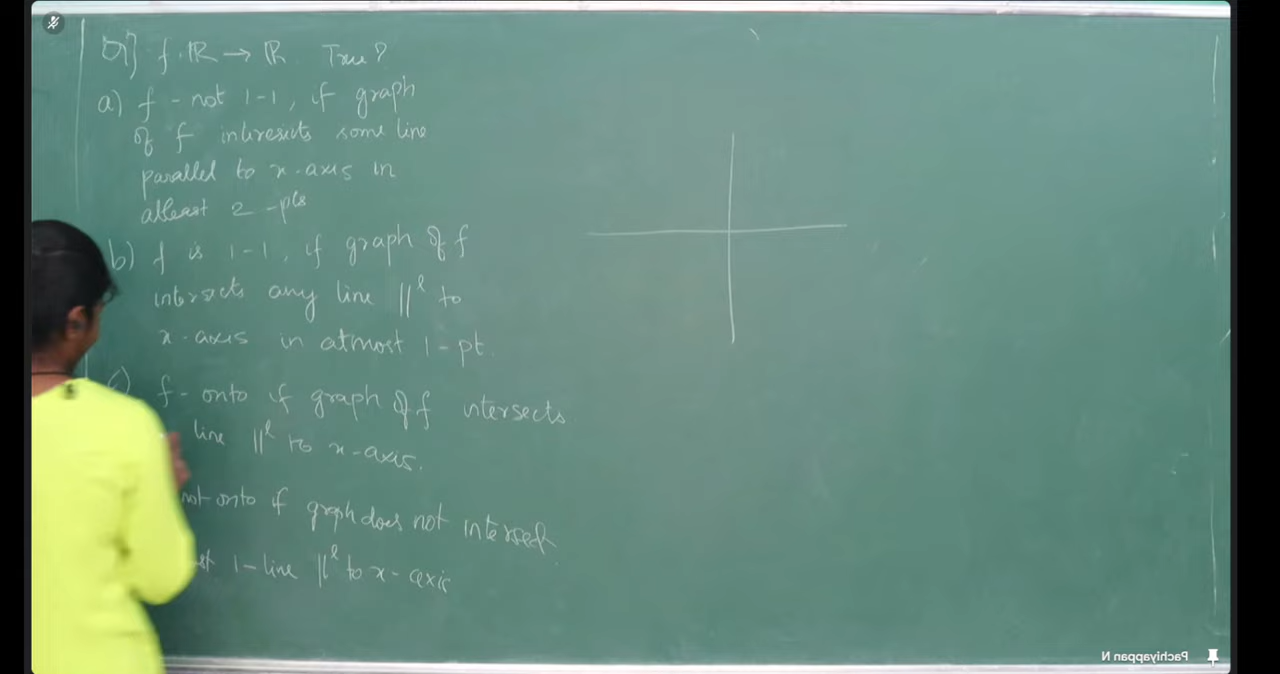 f: ℝ → ℝ True?
a) f - not 1-1, if graph
of f intersects some line
parallel to x-axis in
atleast 2 - pts
b) f is 1-1, if graph of f
intersects any line ||ˡ to
x-axis in atmost 1-pt.
c) f - onto if graph of f intersects
line ||ˡ to x-axis.
not onto if graph does not intersect
1-line ||ˡ to x-axis
Pachiyappan N